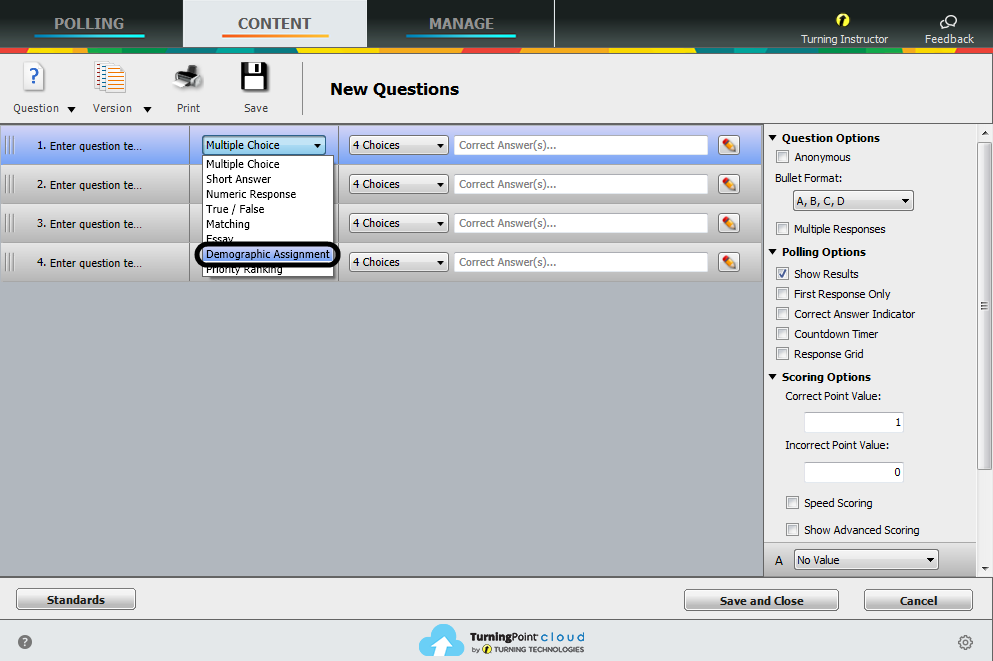 POLLING CONTENT MANAGE Turning Instructor Feedback
? Question Version Print Save New Questions
1. Enter question te... Multiple Choice 4 Choices Correct Answer(s)...
Multiple Choice
Short Answer
2. Enter question te... 4 Choices Correct Answer(s)...
Numeric Response
True / False
3. Enter question te... Matching 4 Choices Correct Answer(s)...
Essay
Demographic Assignment
4. Enter question te... Priority Ranking 4 Choices Correct Answer(s)...
Question Options
Anonymous
Bullet Format:
A, B, C, D
Multiple Responses
Polling Options
Show Results
First Response Only
Correct Answer Indicator
Countdown Timer
Response Grid
Scoring Options
Correct Point Value:
1
Incorrect Point Value:
0
Speed Scoring
Show Advanced Scoring
A No Value
Standards Save and Close Cancel
? TurningPoint cloud
by TURNING TECHNOLOGIES